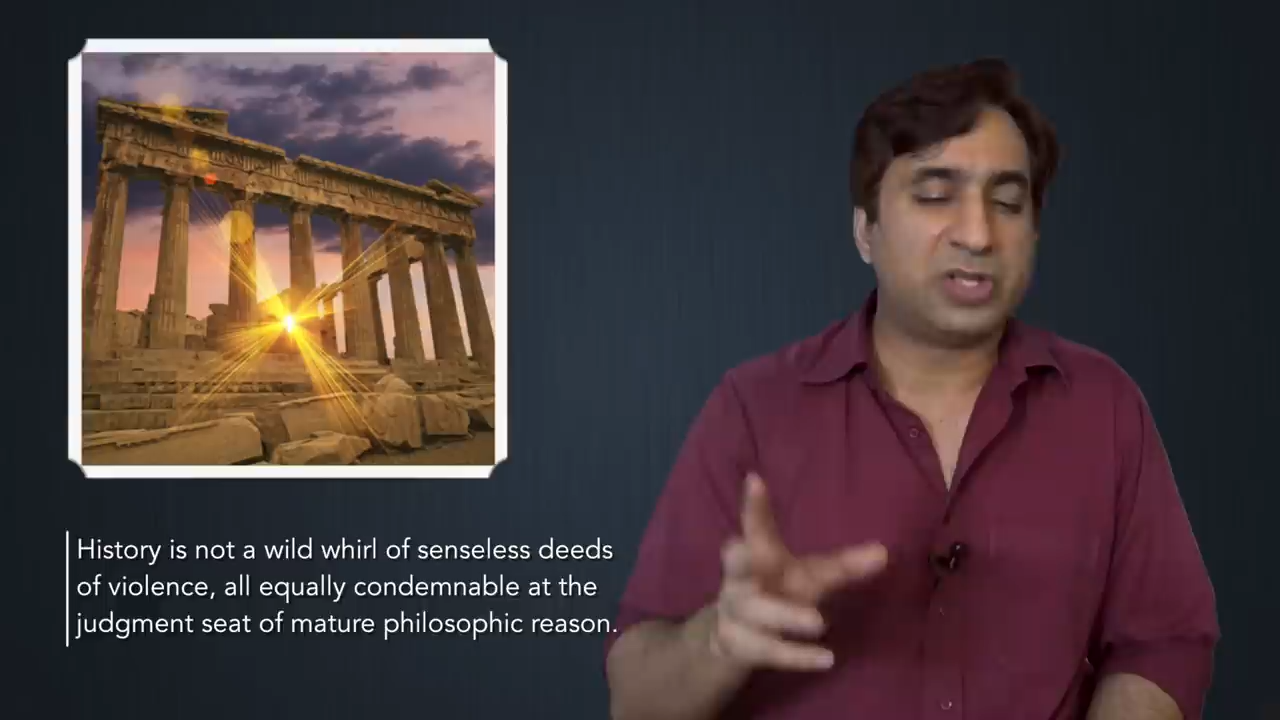 History is not a wild whirl of senseless deeds
of violence, all equally condemnable at the
judgment seat of mature philosophic reason.